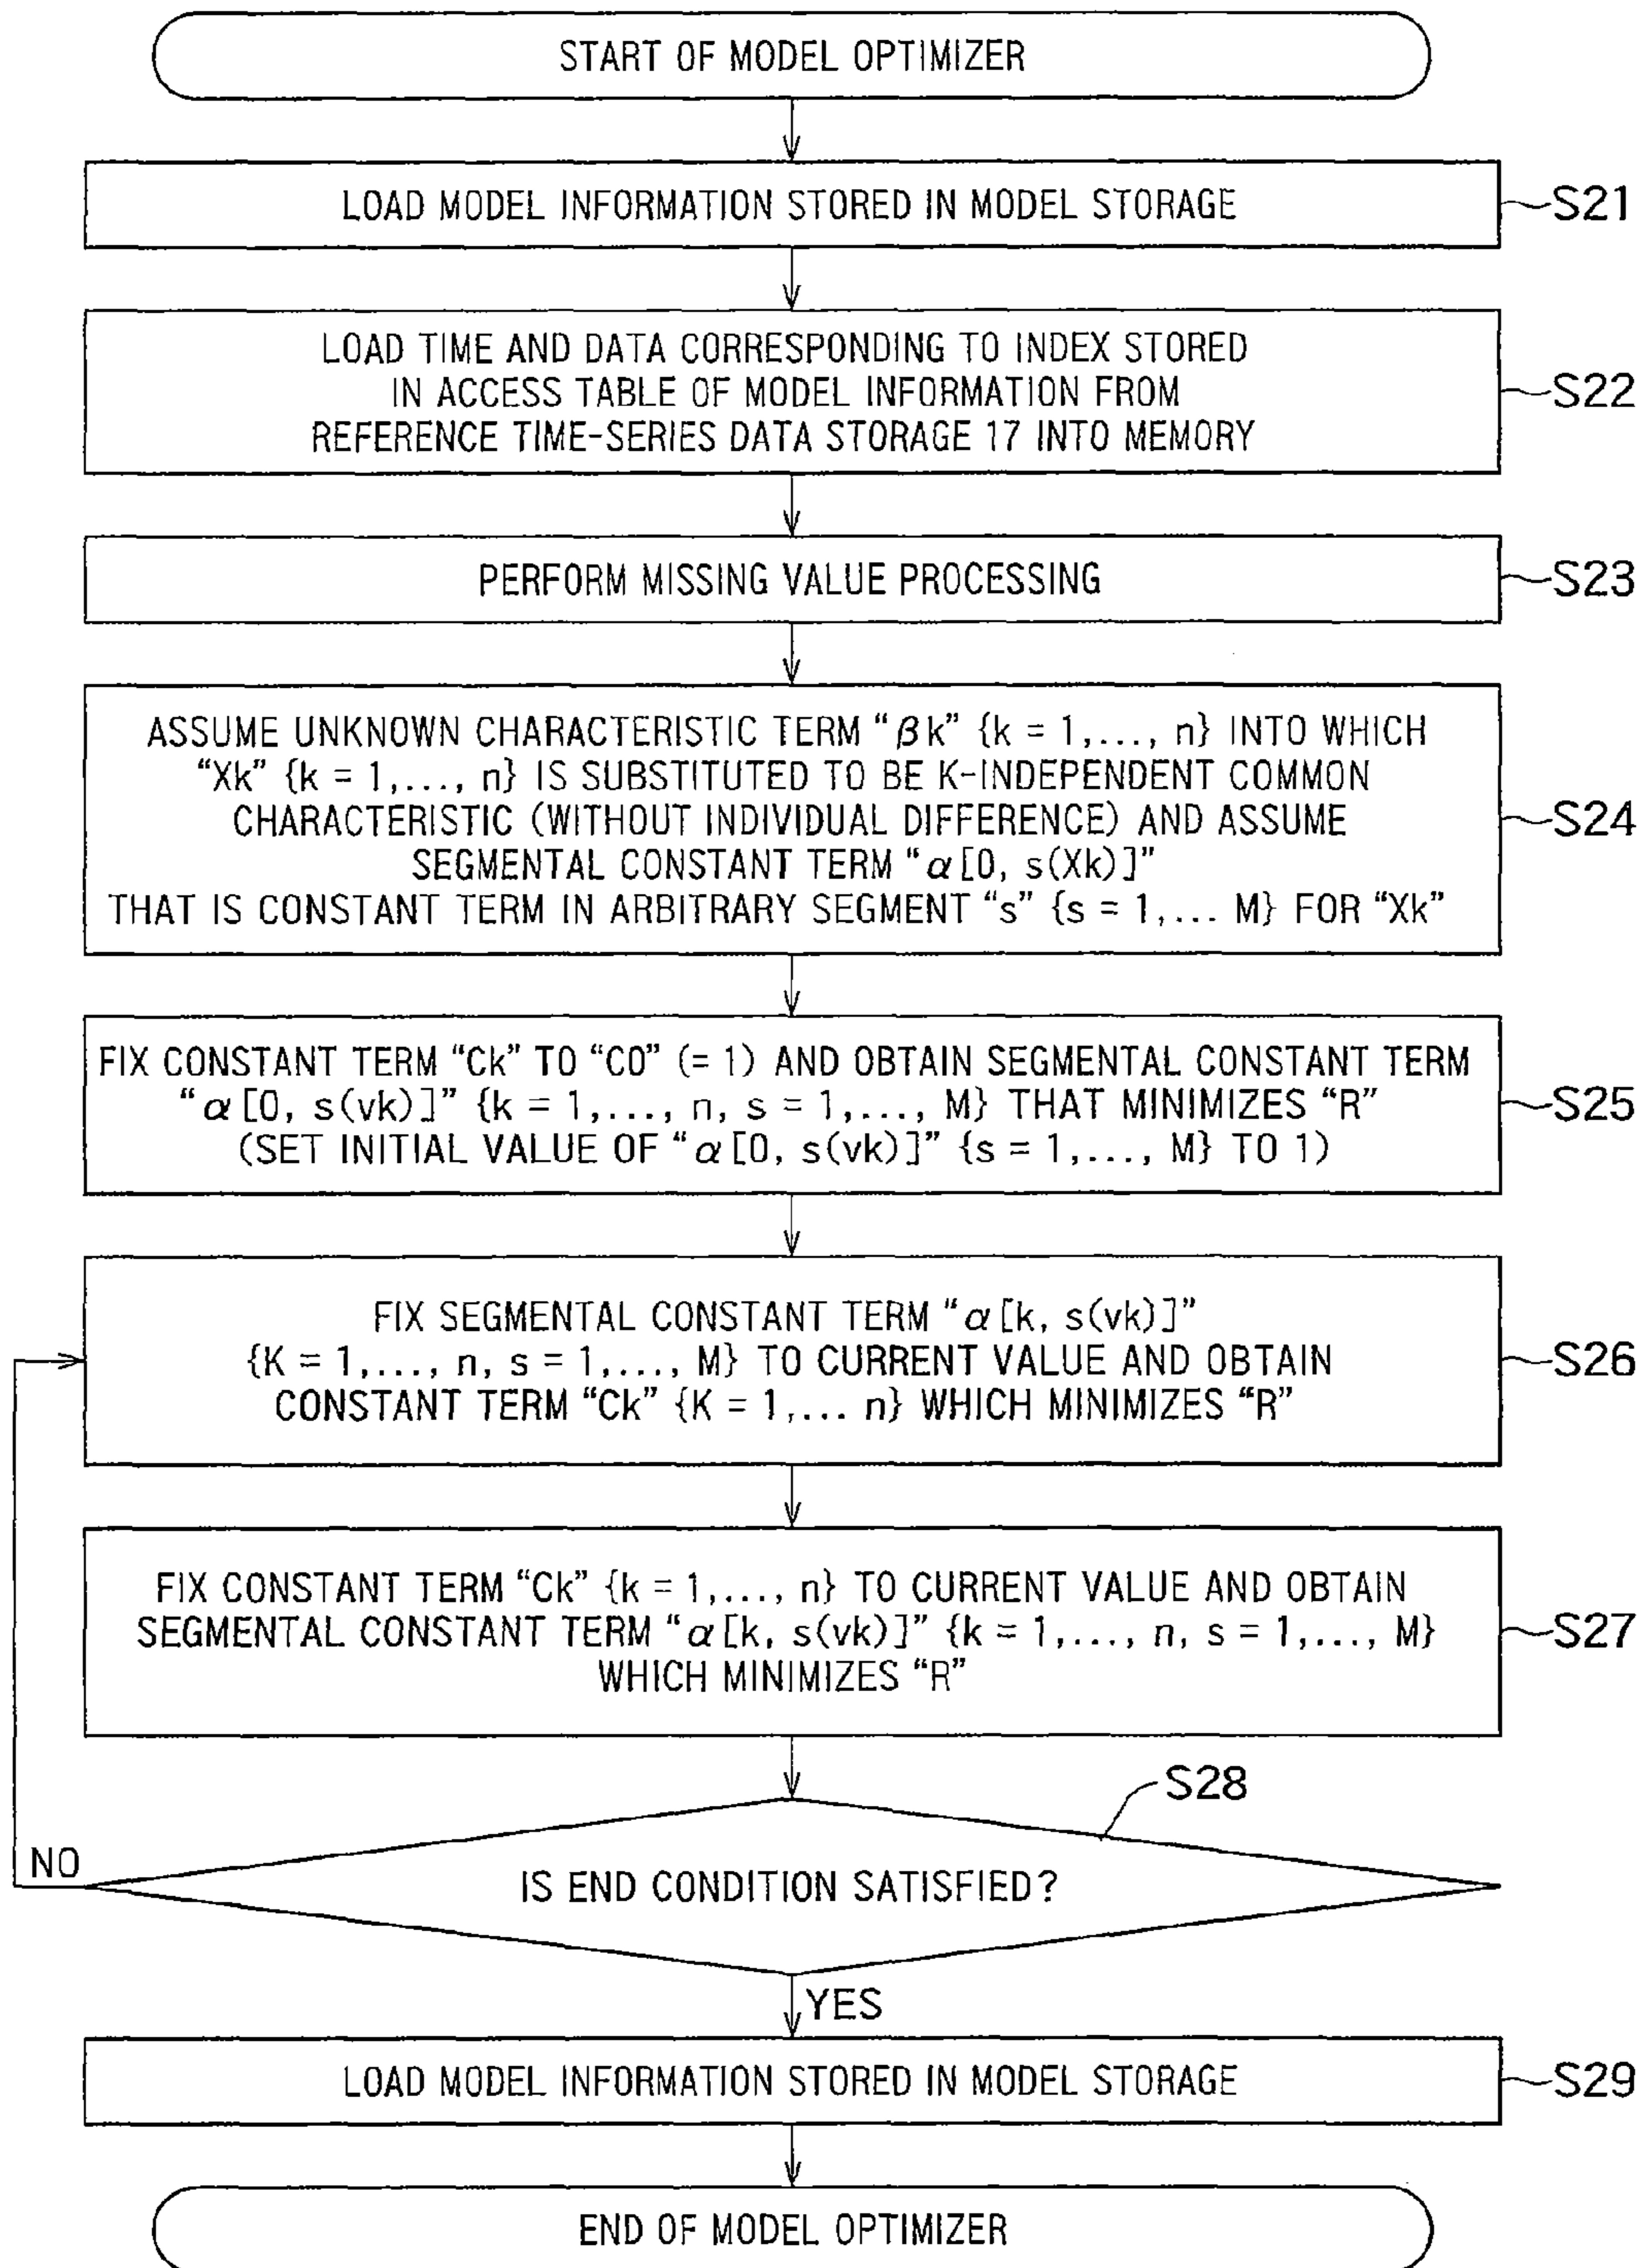 START OF MODEL OPTIMIZER
LOAD MODEL INFORMATION STORED IN MODEL STORAGE
S21
LOAD TIME AND DATA CORRESPONDING TO INDEX STORED
IN ACCESS TABLE OF MODEL INFORMATION FROM
REFERENCE TIME-SERIES DATA STORAGE 17 INTO MEMORY
S22
PERFORM MISSING VALUE PROCESSING
S23
ASSUME UNKNOWN CHARACTERISTIC TERM “βk” {k = 1,..., n} INTO WHICH
“Xk” {k = 1,..., n} IS SUBSTITUTED TO BE K-INDEPENDENT COMMON
CHARACTERISTIC (WITHOUT INDIVIDUAL DIFFERENCE) AND ASSUME
SEGMENTAL CONSTANT TERM “α[0, s(Xk)]”
THAT IS CONSTANT TERM IN ARBITRARY SEGMENT “s” {s = 1,... M} FOR “Xk”
S24
FIX CONSTANT TERM “Ck” TO “C0” (= 1) AND OBTAIN SEGMENTAL CONSTANT TERM
“α[0, s(vk)]” {k = 1,..., n, s = 1,..., M} THAT MINIMIZES “R”
(SET INITIAL VALUE OF “α[0, s(vk)]” {s = 1,..., M} TO 1)
S25
FIX SEGMENTAL CONSTANT TERM “α[k, s(vk)]”
{K = 1,..., n, s = 1,..., M} TO CURRENT VALUE AND OBTAIN
CONSTANT TERM “Ck” {K = 1,... n} WHICH MINIMIZES “R”
S26
FIX CONSTANT TERM “Ck” {k = 1,..., n} TO CURRENT VALUE AND OBTAIN
SEGMENTAL CONSTANT TERM “α[k, s(vk)]” {k = 1,..., n, s = 1,..., M}
WHICH MINIMIZES “R”
S27
S28
NO
IS END CONDITION SATISFIED?
YES
LOAD MODEL INFORMATION STORED IN MODEL STORAGE
S29
END OF MODEL OPTIMIZER